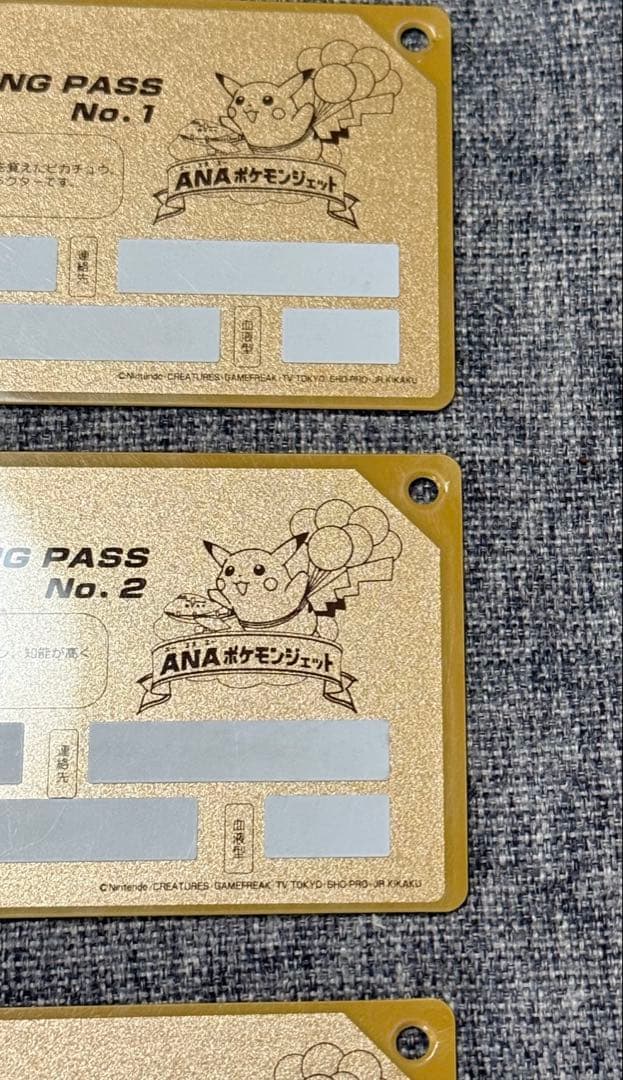 NG PASS
No.1
覚えたピカチュウ、
クターです。
ANAポケモンジェット
連絡先
血液型
©Nintendo・CREATURES・GAMEFREAK・TV TOKYO・SHO-PRO・JR KIKAKU
G PASS
No.2
知能が高く
ANAポケモンジェット
連絡先
血液型
©Nintendo・CREATURES・GAMEFREAK・TV TOKYO・SHO-PRO・JR KIKAKU